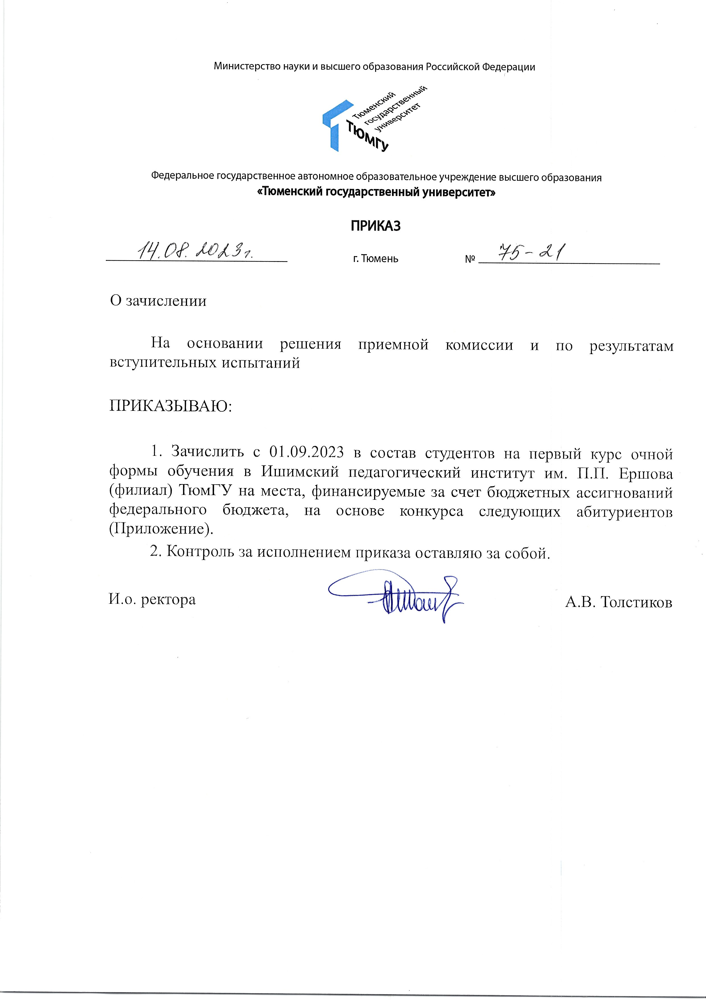 Министерство науки и высшего образования Российской Федерации
Тюменский
государственный
университет
ТЮМГУ
Федеральное государственное автономное образовательное учреждение высшего образования
«Тюменский государственный университет»
ПРИКАЗ
14.08.2023г. г. Тюмень № 75-21
О зачислении
На основании решения приемной комиссии и по результатам
вступительных испытаний
ПРИКАЗЫВАЮ:
1. Зачислить с 01.09.2023 в состав студентов на первый курс очной
формы обучения в Ишимский педагогический институт им. П.П. Ершова
(филиал) ТюмГУ на места, финансируемые за счет бюджетных ассигнований
федерального бюджета, на основе конкурса следующих абитуриентов
(Приложение).
2. Контроль за исполнением приказа оставляю за собой.
И.о. ректора А.В. Толстиков